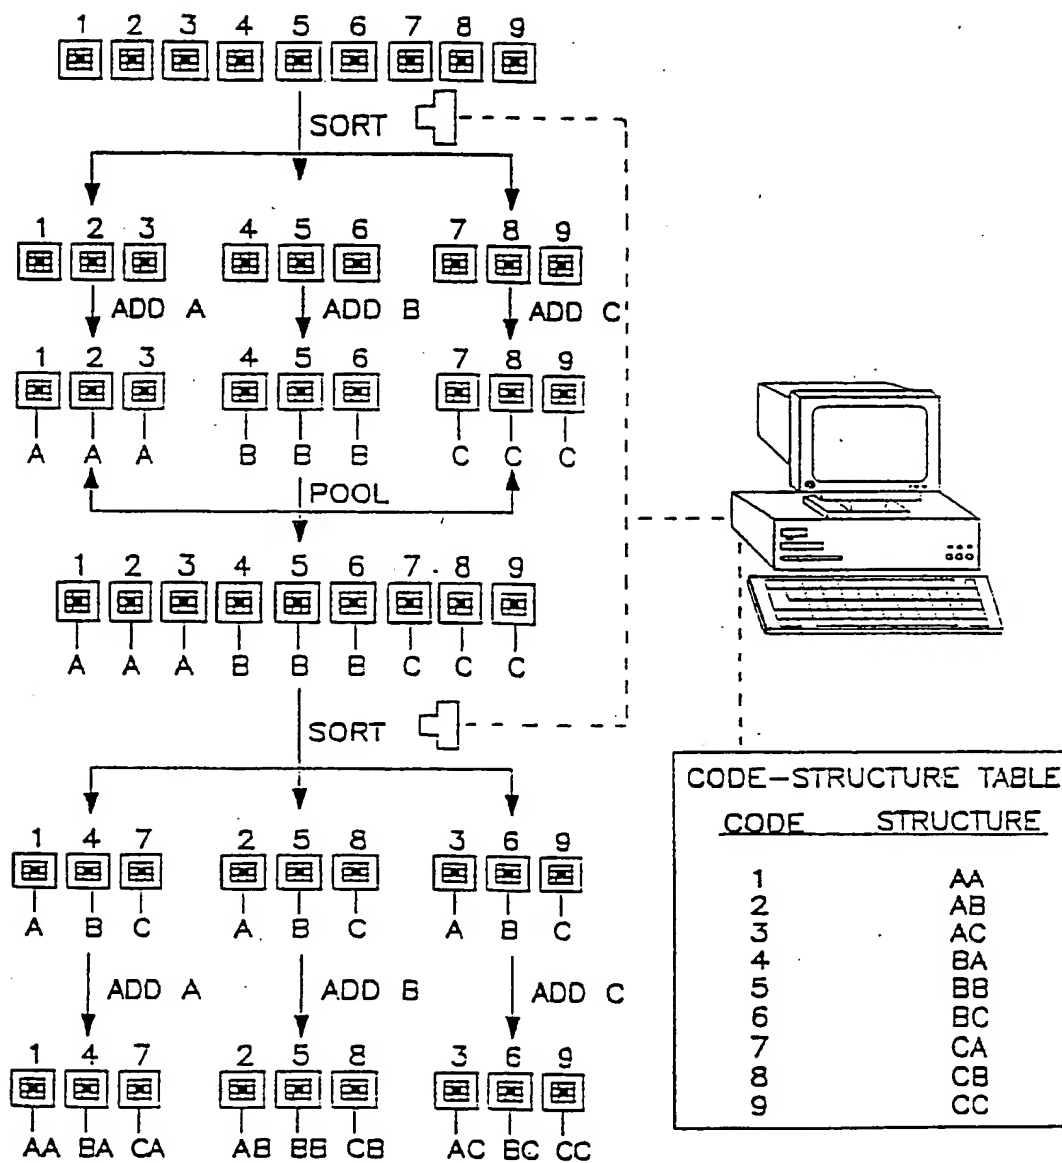 1 2 3 4 5 6 7 8 9
SORT
1 2 3 4 5 6 7 8 9
ADD A ADD B ADD C
1 2 3 4 5 6 7 8 9
A A A B B B C C C
POOL
1 2 3 4 5 6 7 8 9
A A A B B B C C C
SORT
1 4 7 2 5 8 3 6 9
A B C A B C A B C
ADD A ADD B ADD C
1 4 7 2 5 8 3 6 9
AA BA CA AB BB CB AC BC CC
CODE-STRUCTURE TABLE
CODE STRUCTURE
1 AA
2 AB
3 AC
4 BA
5 BB
6 BC
7 CA
8 CB
9 CC